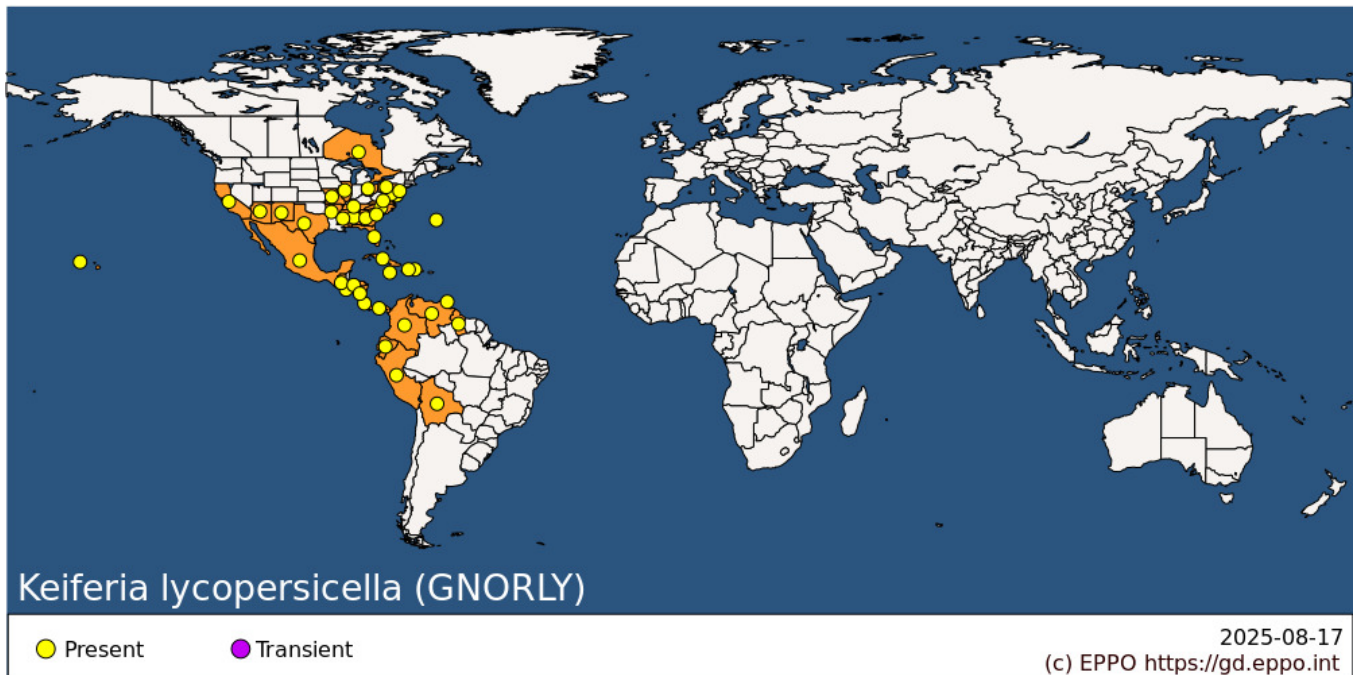 Keiferia lycopersicella (GNORLY)
Present
Transient
2025-08-17
(c) EPPO https://gd.eppo.int